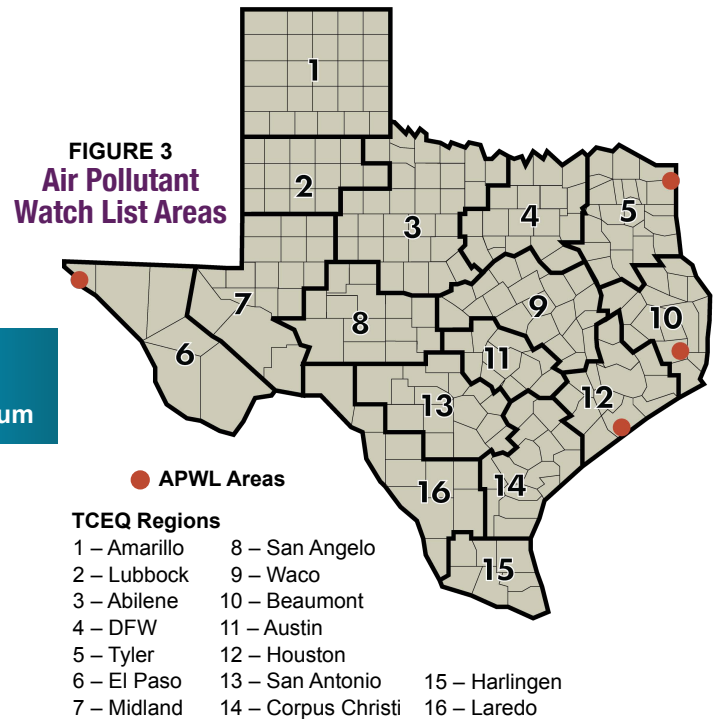 FIGURE 3
Air Pollutant
Watch List Areas
1
2
3
4
5
6
7
8
9
10
11
12
13
14
15
16
um
APWL Areas
TCEQ Regions
1 – Amarillo
2 – Lubbock
3 – Abilene
4 – DFW
5 – Tyler
6 – El Paso
7 – Midland
8 – San Angelo
9 – Waco
10 – Beaumont
11 – Austin
12 – Houston
13 – San Antonio
14 – Corpus Christi
15 – Harlingen
16 – Laredo